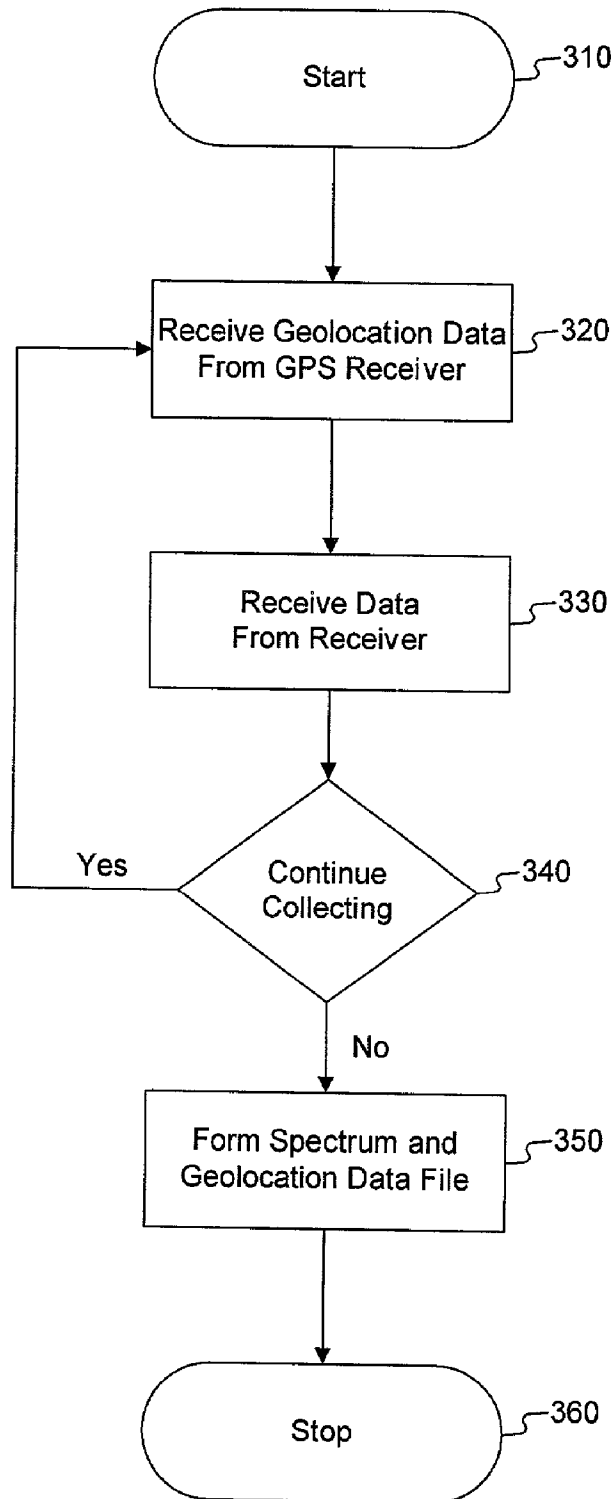 Start
310
Receive Geolocation Data
From GPS Receiver
320
Receive Data
From Receiver
330
Yes
Continue
Collecting
340
No
Form Spectrum and
Geolocation Data File
350
Stop
360